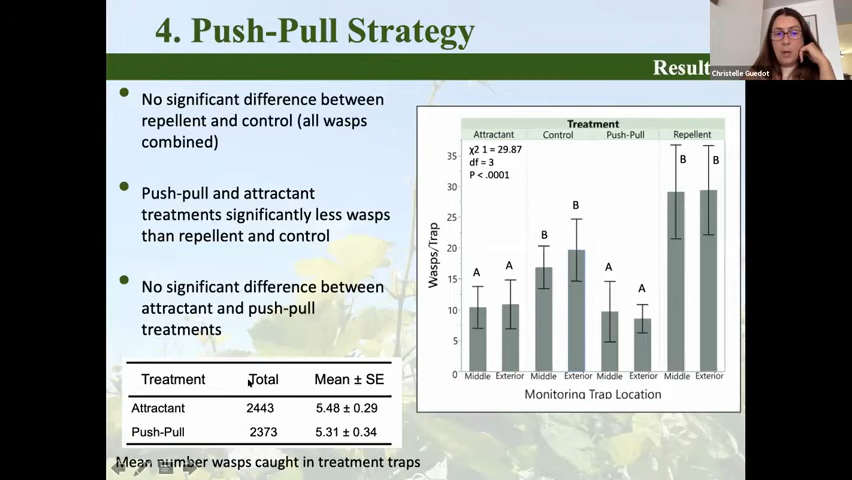 4. Push-Pull Strategy
Result
Christelle Guedot
No significant difference between
repellent and control (all wasps
combined)
Push-pull and attractant
treatments significantly less wasps
than repellent and control
No significant difference between
attractant and push-pull
treatments
Treatment Total Mean ± SE
Attractant 2443 5.48 ± 0.29
Push-Pull 2373 5.31 ± 0.34
Mean number wasps caught in treatment traps
Treatment
Attractant Control Push-Pull Repellent
χ2 1 = 29.87
df = 3
P < .0001
Wasps/Trap
35
30
25
20
15
10
5
0
A A B B A A B B
Middle Exterior Middle Exterior Middle Exterior Middle Exterior
Monitoring Trap Location